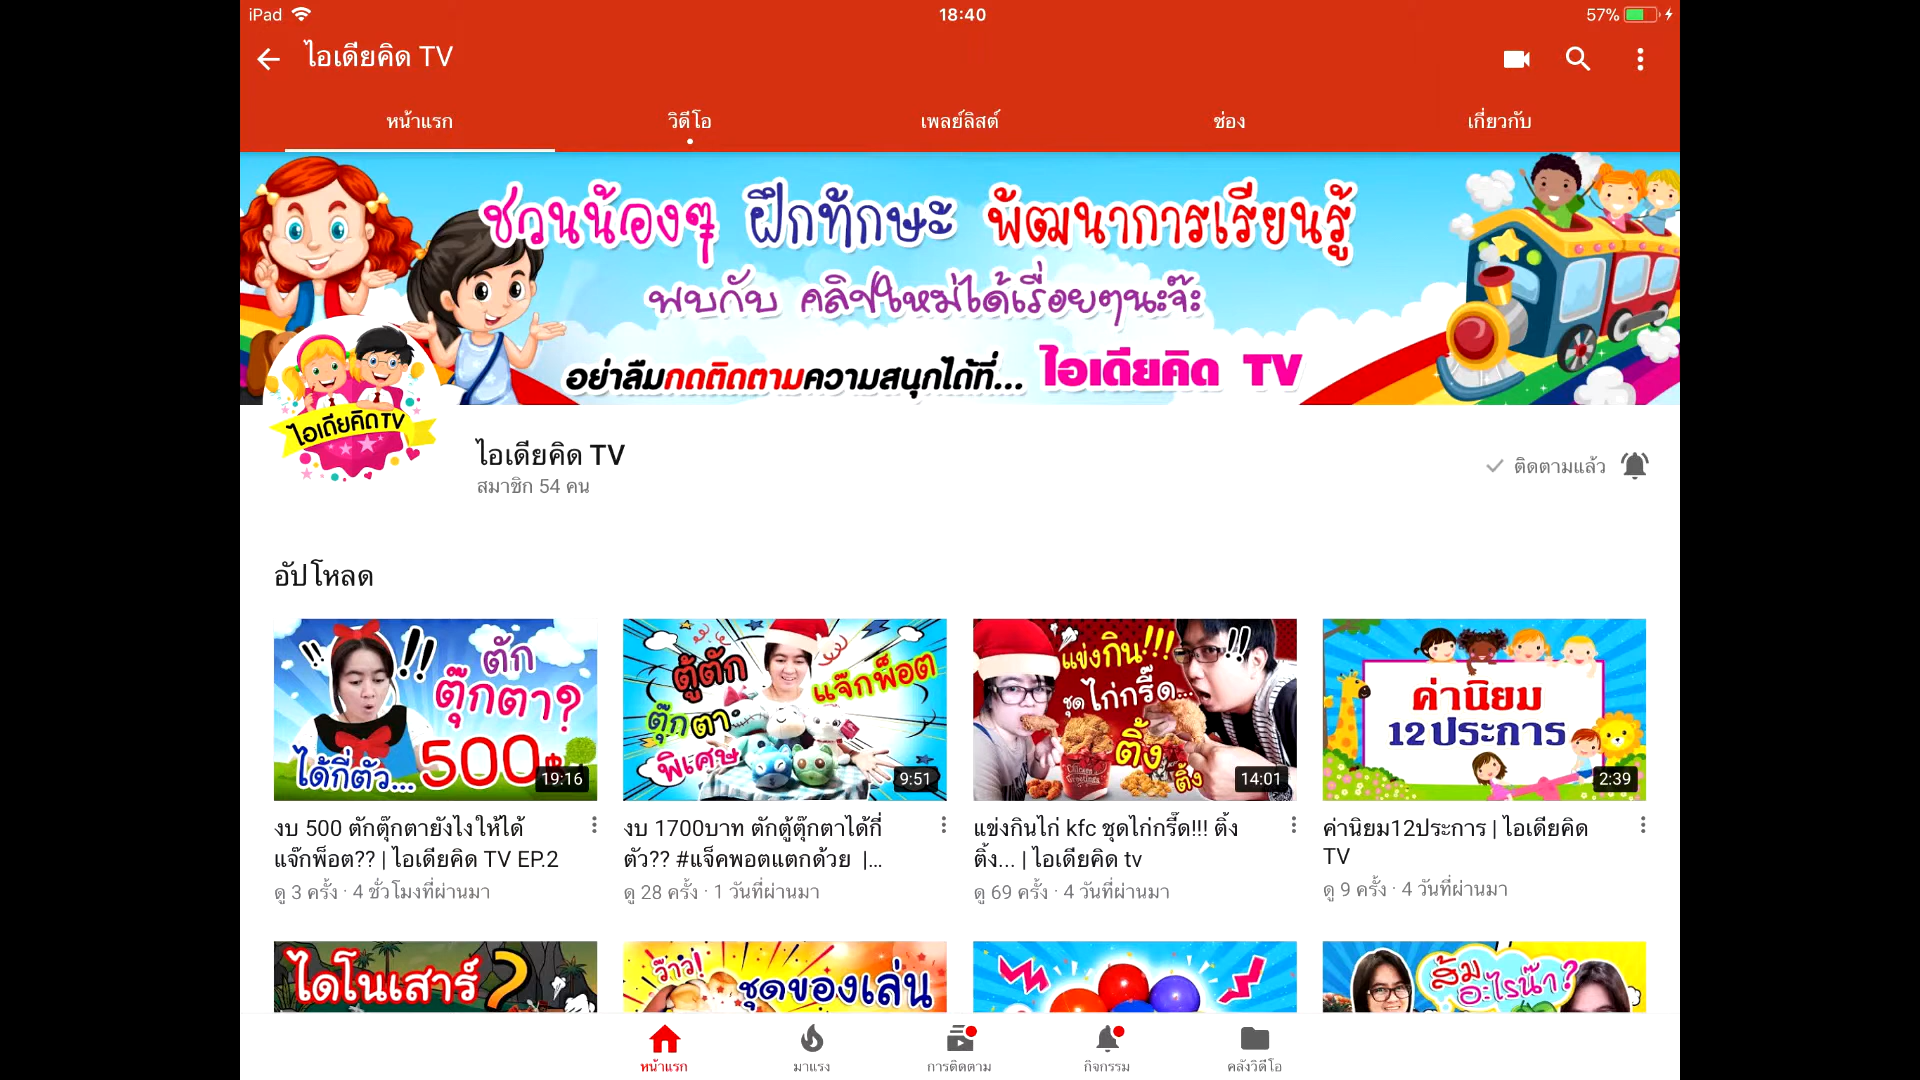 iPad 18:40 57%
ไอเดียคิด TV
หน้าแรก วิดีโอ เพลย์ลิสต์ ช่อง เกี่ยวกับ
ชวนน้องๆ ฝึกทักษะ พัฒนาการเรียนรู้
พบกับ คลิปใหม่ได้เรื่อยๆนะจ๊ะ
อย่าลืมกดติดตามความสนุกได้ที่... ไอเดียคิด TV
ไอเดียคิดTV
ไอเดียคิด TV
สมาชิก 54 คน
ติดตามแล้ว
อัปโหลด
!! !! ตัก
ตุ๊กตา?
ได้กี่ตัว... 500฿
19:16
ตู้ตัก
ตุ๊กตา
พิเศษ
แจ๊กพ็อต
9:51
แข่งกิน!!! !!
ชุดไก่กรี๊ด...
ติ้ง
ติ้ง
14:01
ค่านิยม
12ประการ
2:39
งบ 500 ตักตุ๊กตายังไงให้ได้
แจ๊กพ็อต?? | ไอเดียคิด TV EP.2
ดู 3 ครั้ง · 4 ชั่วโมงที่ผ่านมา
งบ 1700บาท ตักตู้ตุ๊กตาได้กี่
ตัว?? #แจ็คพอตแตกด้วย |...
ดู 28 ครั้ง · 1 วันที่ผ่านมา
แข่งกินไก่ kfc ชุดไก่กรี๊ด!!! ติ้ง
ติ้ง... | ไอเดียคิด tv
ดู 69 ครั้ง · 4 วันที่ผ่านมา
ค่านิยม12ประการ | ไอเดียคิด
TV
ดู 9 ครั้ง · 4 วันที่ผ่านมา
ไดโนเสาร์?
ว๊าว!
ชุดของเล่น
ส้ม
อะไรน๊า?
หน้าแรก มาแรง การติดตาม กิจกรรม คลังวิดีโอ